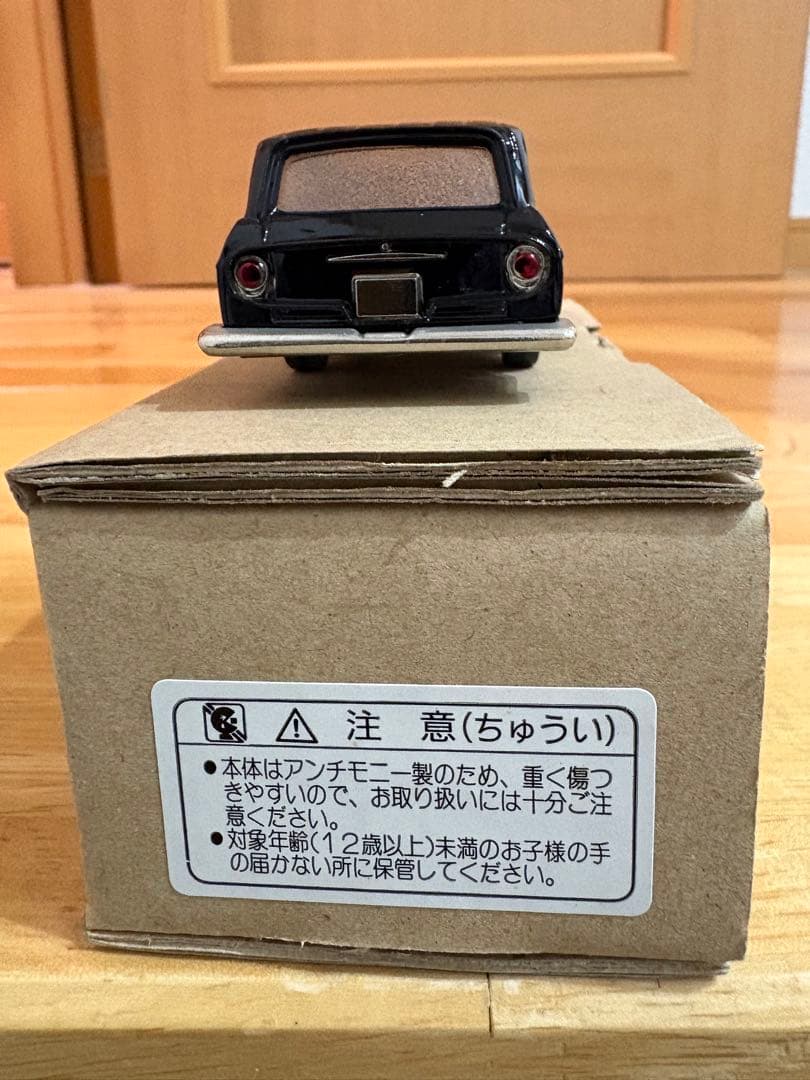 注 意(ちゅうい)
●本体はアンチモニー製のため、重く傷つ
きやすいので、お取り扱いには十分ご注
意ください。
●対象年齢(12歳以上)未満のお子様の手
の届かない所に保管してください。